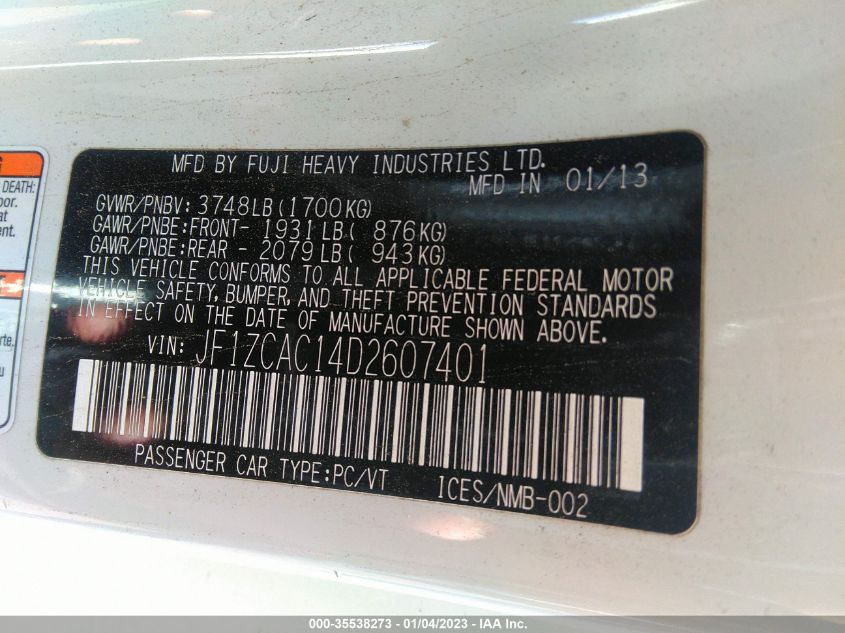 MFD BY FUJI HEAVY INDUSTRIES LTD.
MFD IN 01/13
GVWR/PNBV: 3748LB(1700KG)
GAWR/PNBE:FRONT- 1931LB( 876KG)
GAWR/PNBE:REAR - 2079LB( 943KG)
THIS VEHICLE CONFORMS TO ALL APPLICABLE FEDERAL MOTOR
VEHICLE SAFETY, BUMPER, AND THEFT PREVENTION STANDARDS
IN EFFECT ON THE DATE OF MANUFACTURE SHOWN ABOVE.
VIN: JF1ZCAC14D2607401
PASSENGER CAR TYPE:PC/VT ICES/NMB-002
DEATH:
000-35538273 - 01/04/2023 - IAA Inc.